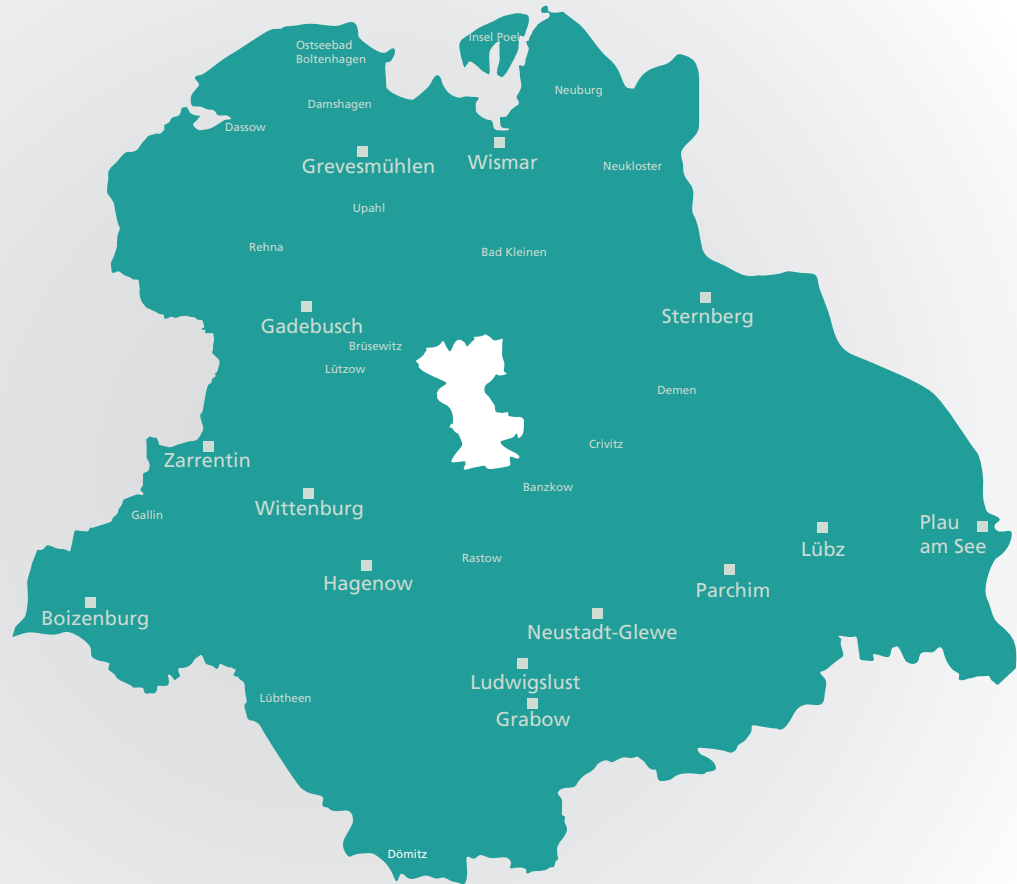 Ostseebad
Boltenhagen
Insel Poel
Neuburg
Damshagen
Dassow
Grevesmühlen
Wismar
Neukloster
Upahl
Rehna
Bad Kleinen
Gadebusch
Sternberg
Brüsewitz
Lützow
Demen
Crivitz
Zarrentin
Banzkow
Wittenburg
Gallin
Plau
am See
Lübz
Rastow
Hagenow
Parchim
Boizenburg
Neustadt-Glewe
Ludwigslust
Lübtheen
Grabow
Dömitz